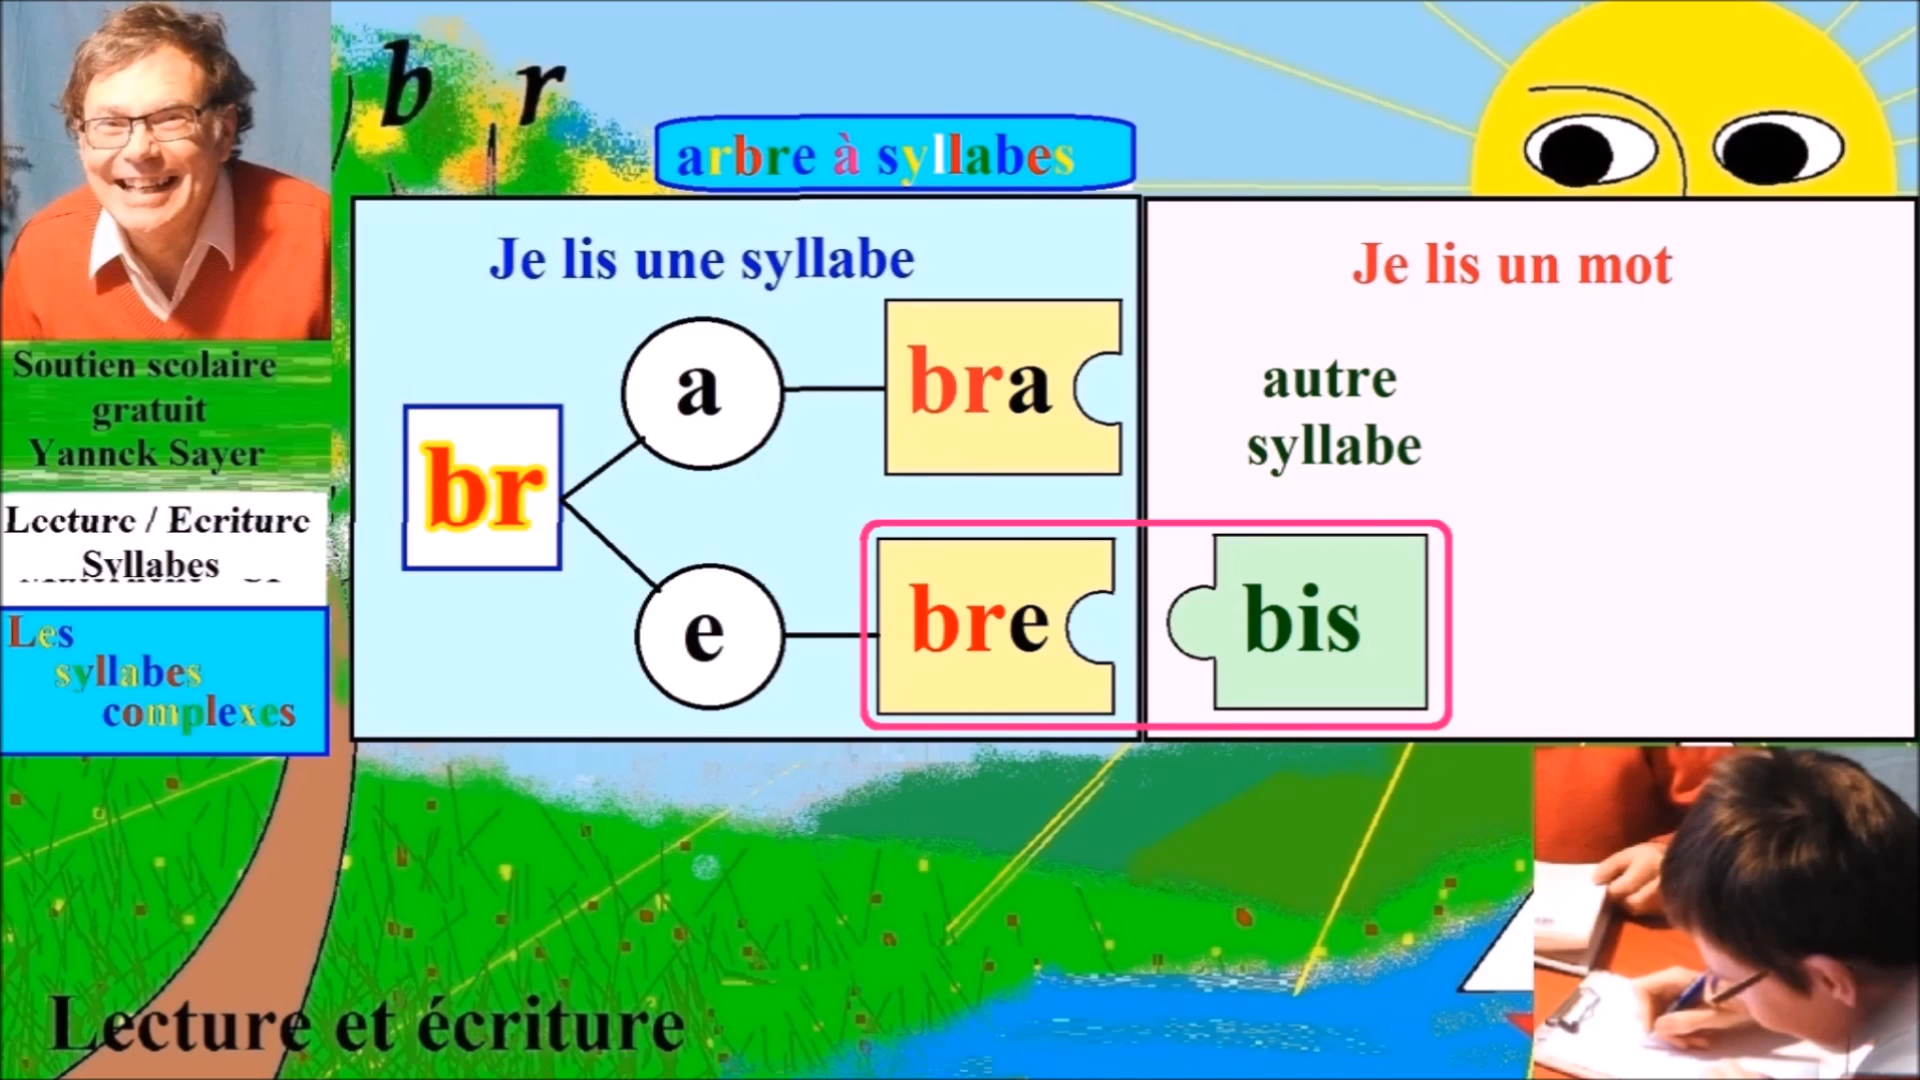 b r
arbre à syllabes
Soutien scolaire
gratuit
Yannck Sayer
Lecture / Ecriture
Syllabes
Les
syllabes
complexes
Je lis une syllabe
br
a
bra
e
bre
Je lis un mot
autre
syllabe
bis
Lecture et écriture